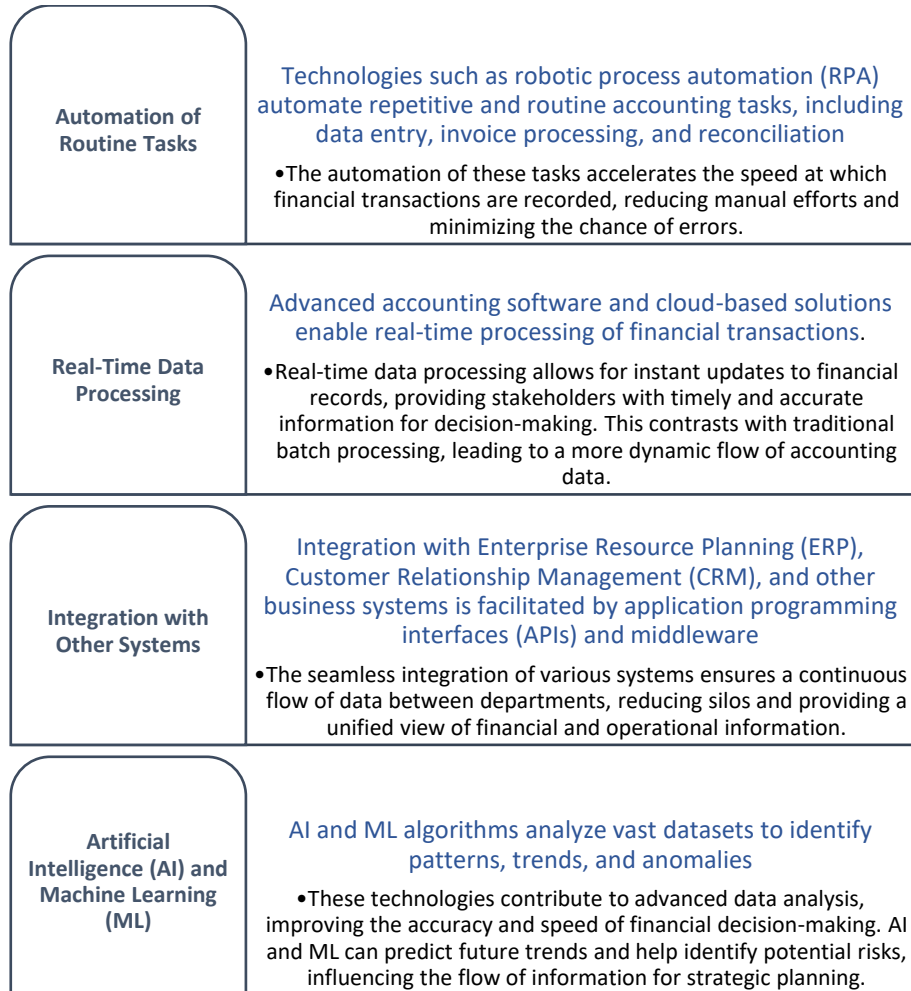 Automation of
Routine Tasks
Technologies such as robotic process automation (RPA)
automate repetitive and routine accounting tasks, including
data entry, invoice processing, and reconciliation
•The automation of these tasks accelerates the speed at which
financial transactions are recorded, reducing manual efforts and
minimizing the chance of errors.
Real-Time Data
Processing
Advanced accounting software and cloud-based solutions
enable real-time processing of financial transactions.
•Real-time data processing allows for instant updates to financial
records, providing stakeholders with timely and accurate
information for decision-making. This contrasts with traditional
batch processing, leading to a more dynamic flow of accounting
data.
Integration with
Other Systems
Integration with Enterprise Resource Planning (ERP),
Customer Relationship Management (CRM), and other
business systems is facilitated by application programming
interfaces (APIs) and middleware
•The seamless integration of various systems ensures a continuous
flow of data between departments, reducing silos and providing a
unified view of financial and operational information.
Artificial
Intelligence (AI) and
Machine Learning
(ML)
AI and ML algorithms analyze vast datasets to identify
patterns, trends, and anomalies
•These technologies contribute to advanced data analysis,
improving the accuracy and speed of financial decision-making. AI
and ML can predict future trends and help identify potential risks,
influencing the flow of information for strategic planning.